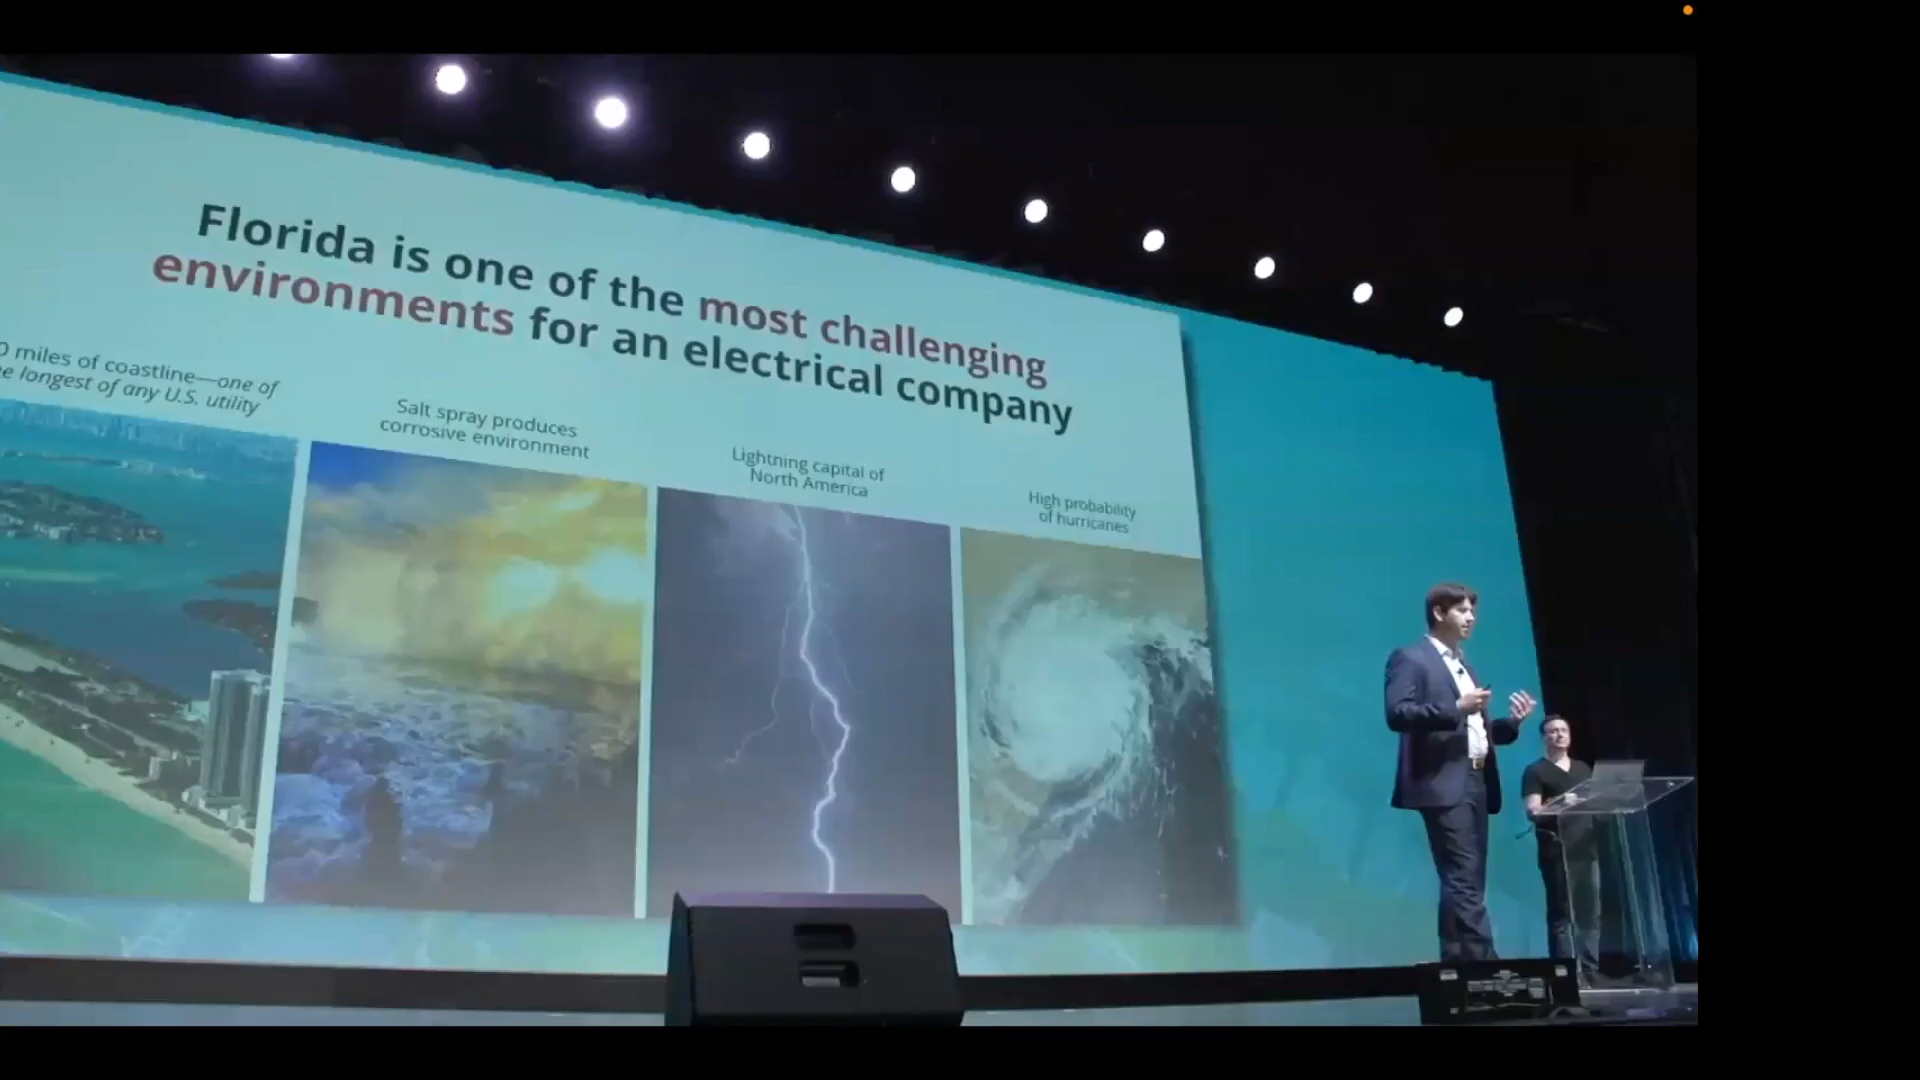 Florida is one of the most challenging
environments for an electrical company
miles of coastline—one of
longest of any U.S. utility
Salt spray produces
corrosive environment
Lightning capital of
North America
High probability
of hurricanes